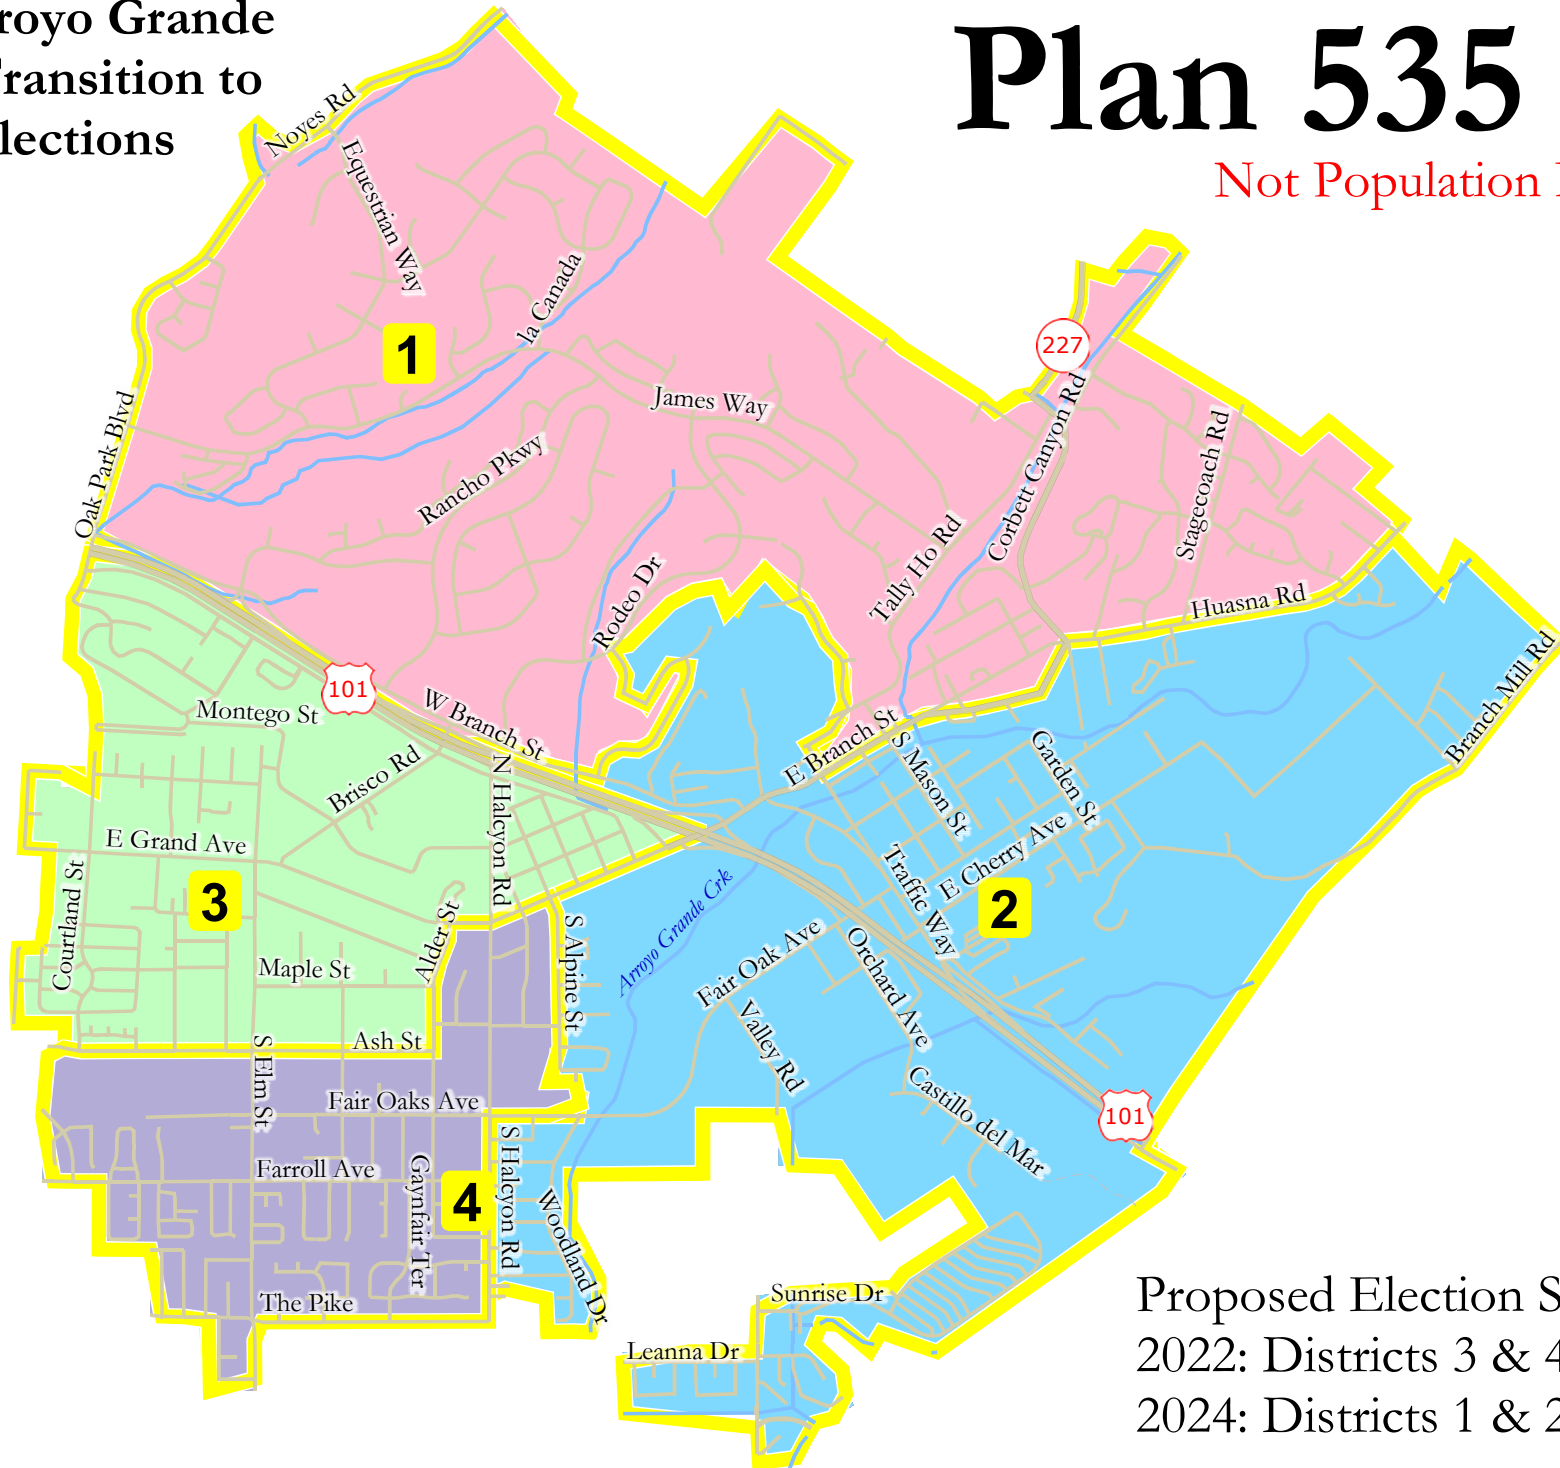 royo Grande
ransition to
lections
Plan 535
Not Population
Noyes Rd
Equestrian Way
la Canada
227
1
Oak Park Blvd
James Way
Rancho Pkwy
Corbett Canyon Rd
Stagecoach Rd
Tally Ho Rd
Rodeo Dr
Huasna Rd
Branch Mill Rd
101
Montego St
W Branch St
E Branch St
Brisco Rd
N Halcyon Rd
S Mason St
Garden St
E Grand Ave
E Cherry Ave
Traffic Way
3
2
Courtland St
Alder St
S Alpine St
Arroyo Grande Crk
Fair Oak Ave
Orchard Ave
Maple St
Valley Rd
Ash St
S Elm St
Castillo del Mar
Fair Oaks Ave
101
Farroll Ave
Gaynfair Ter
4
S Halcyon Rd
Woodland Dr
The Pike
Sunrise Dr
Leanna Dr
Proposed Election S
2022: Districts 3 & 4
2024: Districts 1 & 2